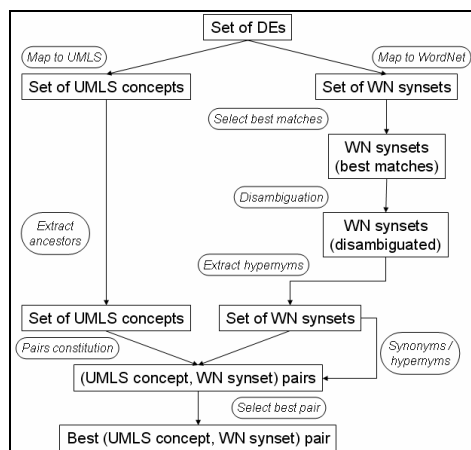 Set of DEs
Map to UMLS
Map to WordNet
Set of UMLS concepts
Set of WN synsets
Select best matches
WN synsets
(best matches)
Disambiguation
WN synsets
(disambiguated)
Extract
ancestors
Extract hypernyms
Set of UMLS concepts
Set of WN synsets
Pairs constitution
Synonyms /
hypernyms
(UMLS concept, WN synset) pairs
Select best pair
Best (UMLS concept, WN synset) pair